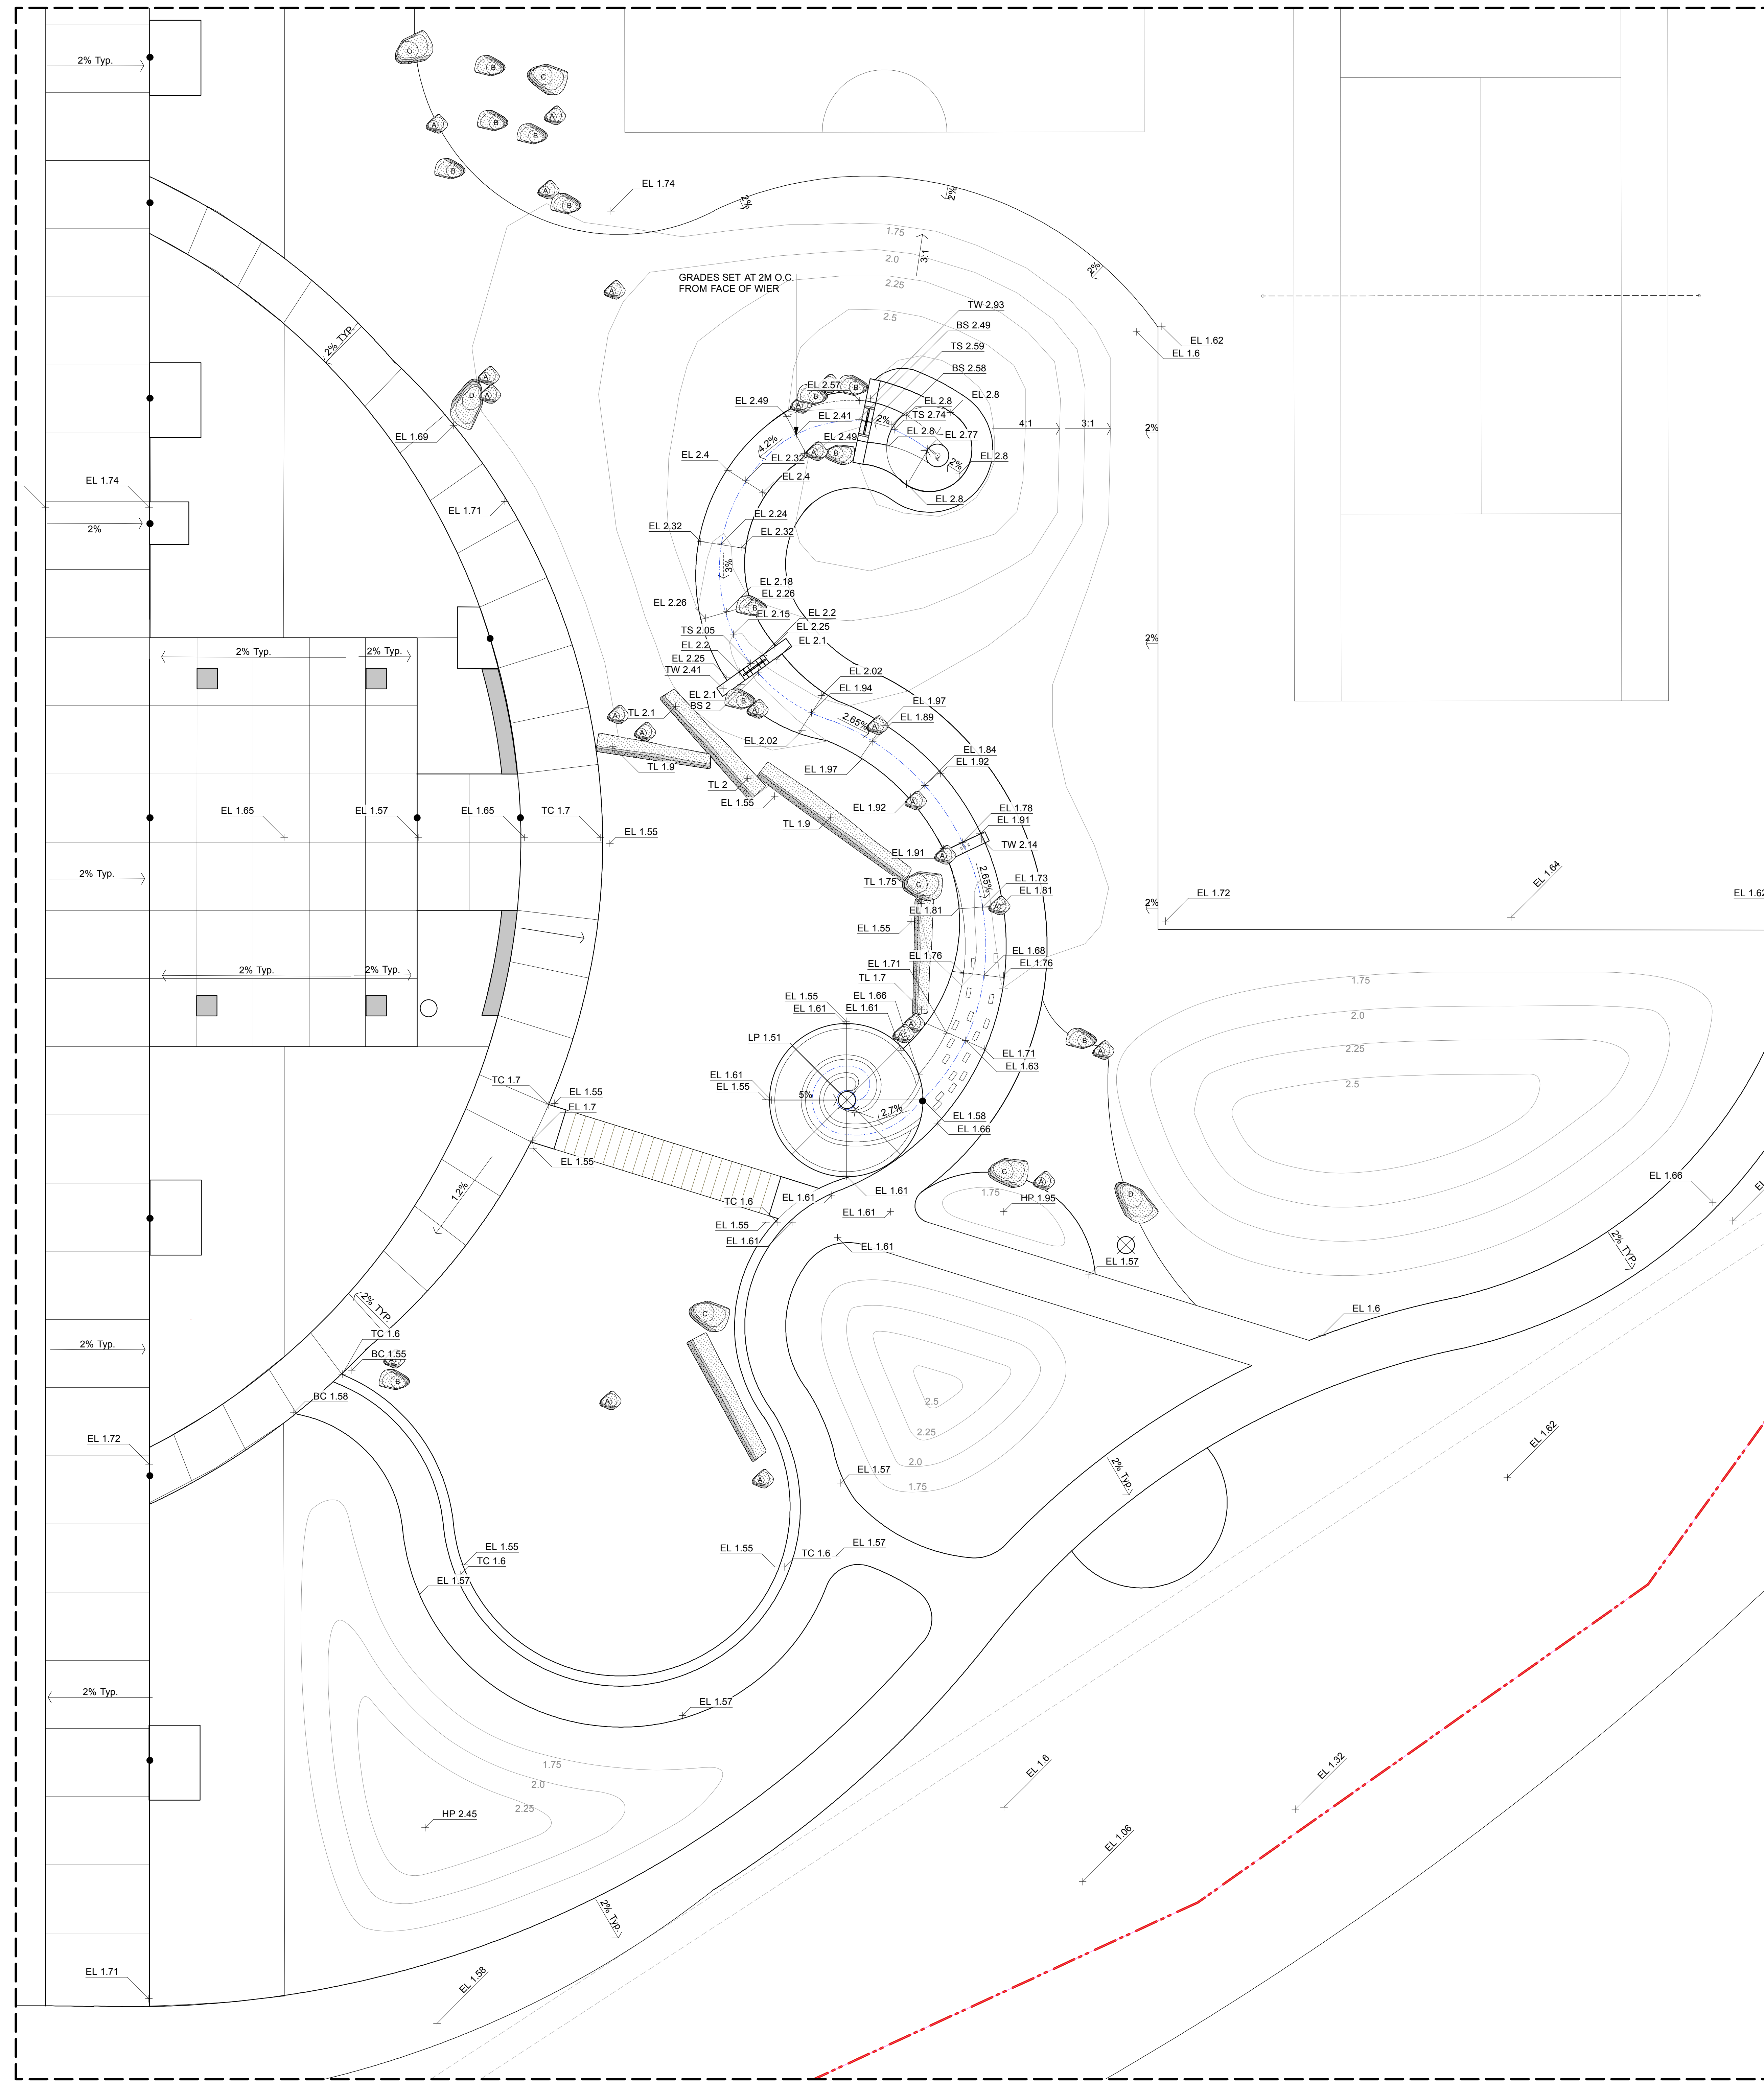 C
B
C
A
B
A
B
B
A
B
2% Typ.
EL 1.74
2%
2%
1.75
2.0
3:1
2%
GRADES SET AT 2M O.C.
FROM FACE OF WIER
2.25
A
2.5
TW 2.93
BS 2.49
TS 2.59
BS 2.58
EL 1.62
EL 1.6
2% TYP.
A
D
A
EL 1.69
EL 2.57
B
B
A
EL 2.49
EL 2.41
EL 2.8
EL 2.8
TS 2.74
2%
EL 2.8
EL 2.77
EL 2.49
4:1
3:1
2%
4.2%
A
B
EL 2.4
EL 2.32
EL 2.4
2%
EL 2.8
EL 2.8
EL 1.74
2%
EL 1.71
EL 2.32
EL 2.24
EL 2.32
3%
EL 2.18
EL 2.26
EL 2.26
B
EL 2.15
EL 2.2
TS 2.05
EL 2.25
EL 2.2
EL 2.1
EL 2.25
TW 2.41
2% Typ.
2% Typ.
2%
EL 2.02
EL 1.94
EL 2.1
BS 2
B
A
TL 2.1
A
A
EL 1.97
EL 1.89
2.65%
A
EL 2.02
EL 1.84
EL 1.92
TL 1.9
EL 1.97
TL 2
EL 1.55
EL 1.92
A
EL 1.78
EL 1.91
TW 2.14
TL 1.9
EL 1.65
EL 1.57
EL 1.65
TC 1.7
EL 1.55
EL 1.91
A
2% Typ.
TL 1.75
C
2.65%
EL 1.73
EL 1.81
A
EL 1.81
EL 1.55
2%
EL 1.72
EL 1.64
EL 1.62
2% Typ.
2% Typ.
EL 1.76
EL 1.71
TL 1.7
EL 1.68
EL 1.76
EL 1.66
EL 1.61
EL 1.55
EL 1.61
A
A
LP 1.51
EL 1.71
EL 1.63
B
A
1.75
2.0
2.25
2.5
TC 1.7
EL 1.55
EL 1.7
EL 1.61
EL 1.55
5%
2.7%
EL 1.58
EL 1.66
EL 1.55
1.2%
C
A
1.75
HP 1.95
D
EL 1.66
EL 1.61
TC 1.6
EL 1.61
EL 1.61
EL 1.55
EL 1.61
EL 1.61
EL 1.57
2% TYP.
2% TYP.
C
TC 1.6
BC 1.55
B
2% Typ.
EL 1.6
BC 1.58
A
2.5
2.25
2.0
1.75
EL 1.72
A
EL 1.57
2% Typ.
EL 1.62
EL 1.55
TC 1.6
EL 1.57
EL 1.55
TC 1.6
EL 1.57
EL 1.57
2% Typ.
1.75
2.0
2.25
HP 2.45
EL 1.6
EL 1.32
EL 1.06
2% Typ.
EL 1.71
EL 1.58